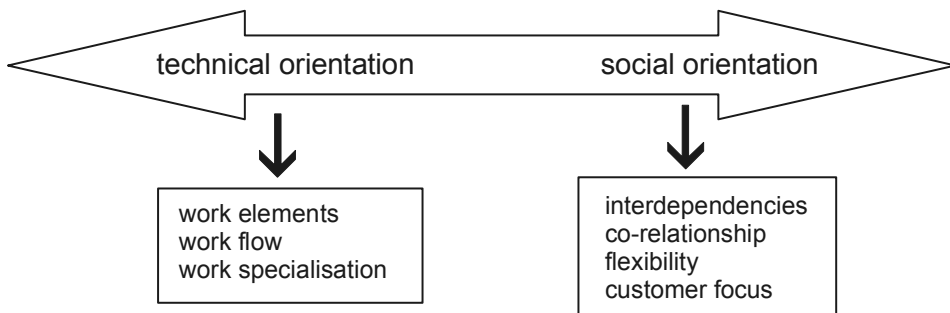 technical orientation
social orientation
work elements
work flow
work specialisation
interdependencies
co-relationship
flexibility
customer focus